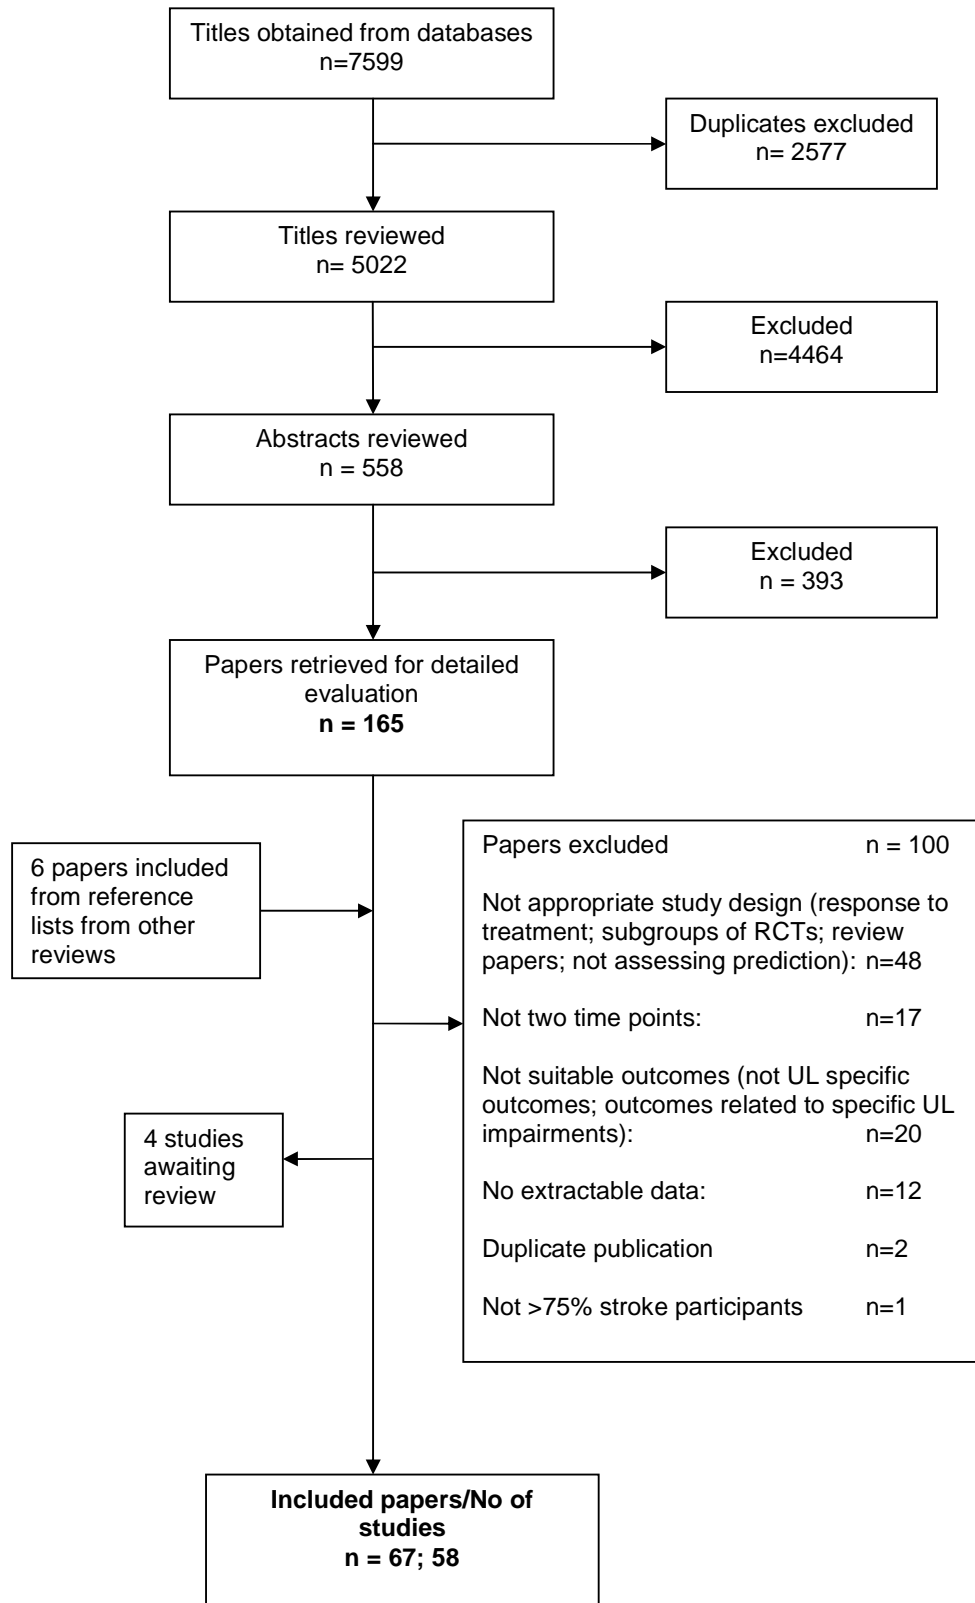 Titles obtained from databases
n=7599
Duplicates excluded
n= 2577
Titles reviewed
n= 5022
Excluded
n=4464
Abstracts reviewed
n = 558
Excluded
n = 393
Papers retrieved for detailed
evaluation
n = 165
6 papers included
from reference
lists from other
reviews
Papers excluded n = 100
Not appropriate study design (response to
treatment; subgroups of RCTs; review
papers; not assessing prediction): n=48
Not two time points: n=17
Not suitable outcomes (not UL specific
outcomes; outcomes related to specific UL
impairments): n=20
No extractable data: n=12
Duplicate publication n=2
Not >75% stroke participants n=1
4 studies
awaiting
review
Included papers/No of
studies
n = 67; 58